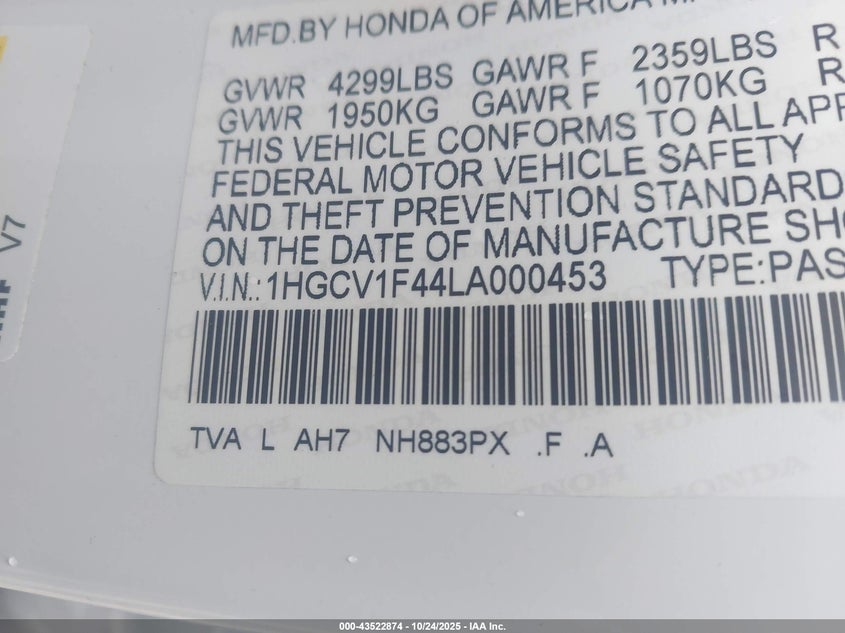 MFD.BY HONDA OF AMERICA
GVWR 4299LBS GAWR F 2359LBS R
GVWR 1950KG GAWR F 1070KG R
THIS VEHICLE CONFORMS TO ALL APP
FEDERAL MOTOR VEHICLE SAFETY
AND THEFT PREVENTION STANDARD
ON THE DATE OF MANUFACTURE SHO
V.I.N.: 1HGCV1F44LA000453 TYPE:PAS
TVA L AH7 NH883PX .F .A
V7
000-43522874 - 10/24/2025 - IAA Inc.